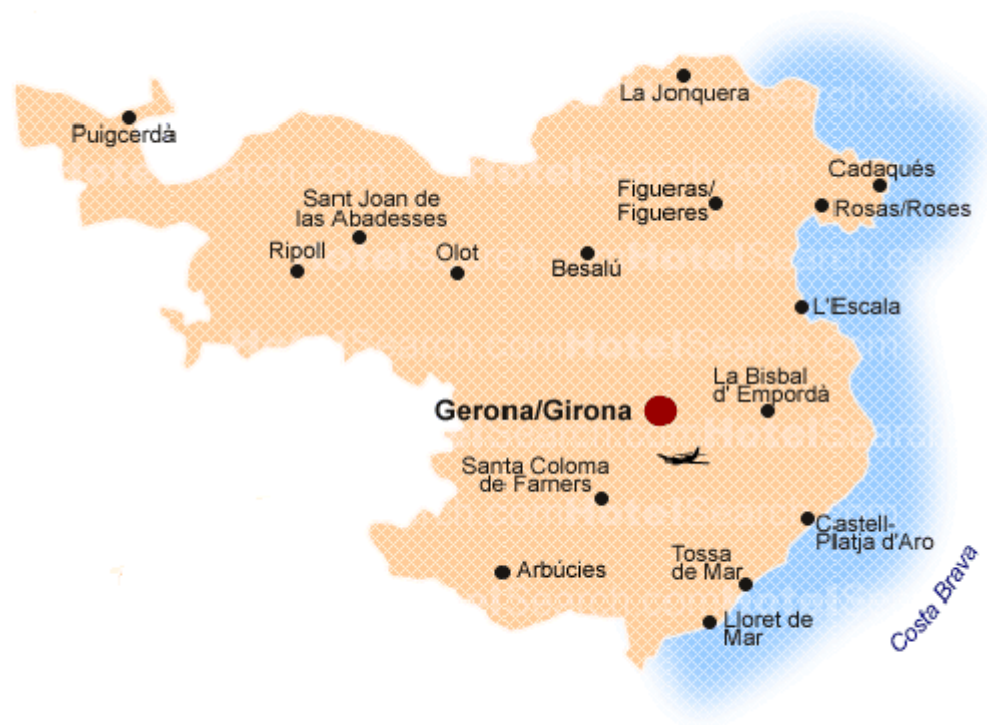 La Jonquera
Puigcerdà
Cadaqués
Figueras/
Figueres
Rosas/Roses
Sant Joan de
las Abadesses
Ripoll
Olot
Besalú
L'Escala
La Bisbal
d' Empordà
Gerona/Girona
Santa Coloma
de Farners
Castell-
Platja d'Aro
Tossa
de Mar
Arbúcies
Lloret de
Mar
Costa Brava
HotelSearch.com